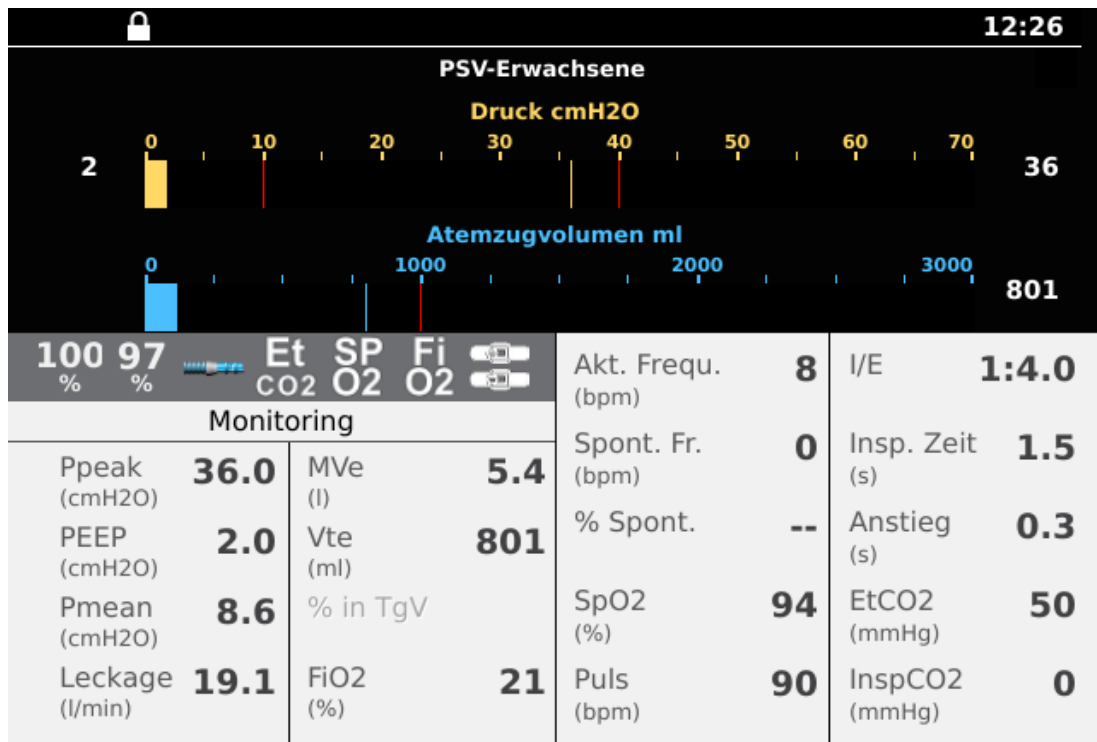 12:26
PSV-Erwachsene
Druck cmH2O
0 10 20 30 40 50 60 70
2 36
Atemzugvolumen ml
0 1000 2000 3000
801
100 97 Et SP Fi
% % CO2 O2 O2
Monitoring
Ppeak 36.0
(cmH2O)
PEEP 2.0
(cmH2O)
Pmean 8.6
(cmH2O)
Leckage 19.1
(l/min)
MVe 5.4
(l)
Vte 801
(ml)
% in TgV
FiO2 21
(%)
Akt. Frequ. 8
(bpm)
Spont. Fr. 0
(bpm)
% Spont. --
SpO2 94
(%)
Puls 90
(bpm)
I/E 1:4.0
Insp. Zeit 1.5
(s)
Anstieg 0.3
(s)
EtCO2 50
(mmHg)
InspCO2 0
(mmHg)